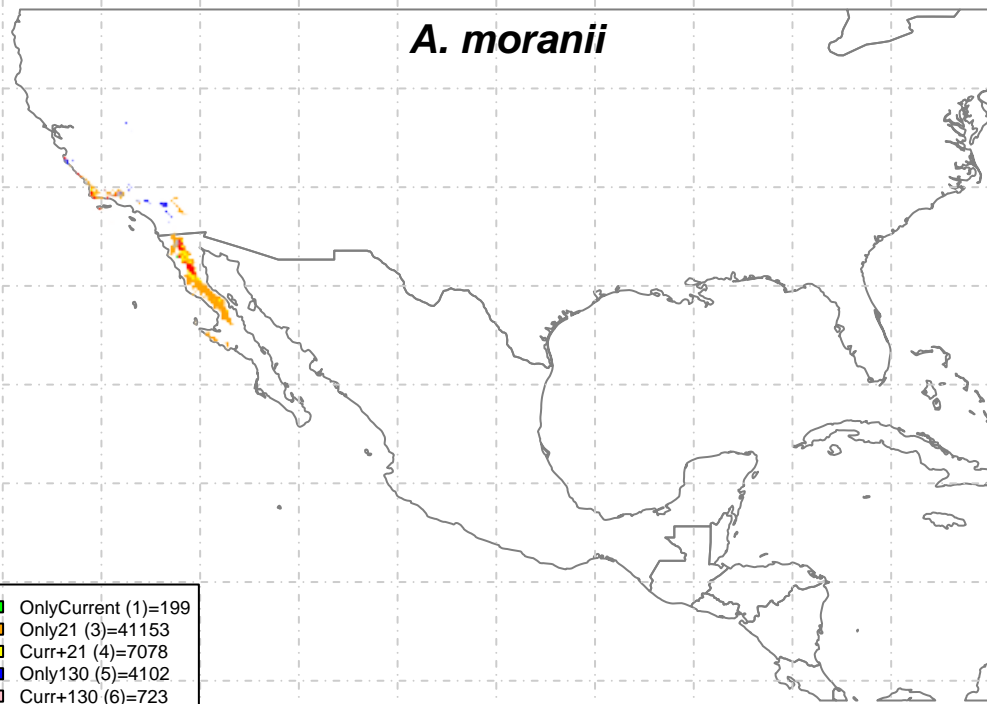 A. moranii
OnlyCurrent (1)=199
Only21 (3)=41153
Curr+21 (4)=7078
Only130 (5)=4102
Curr+130 (6)=723